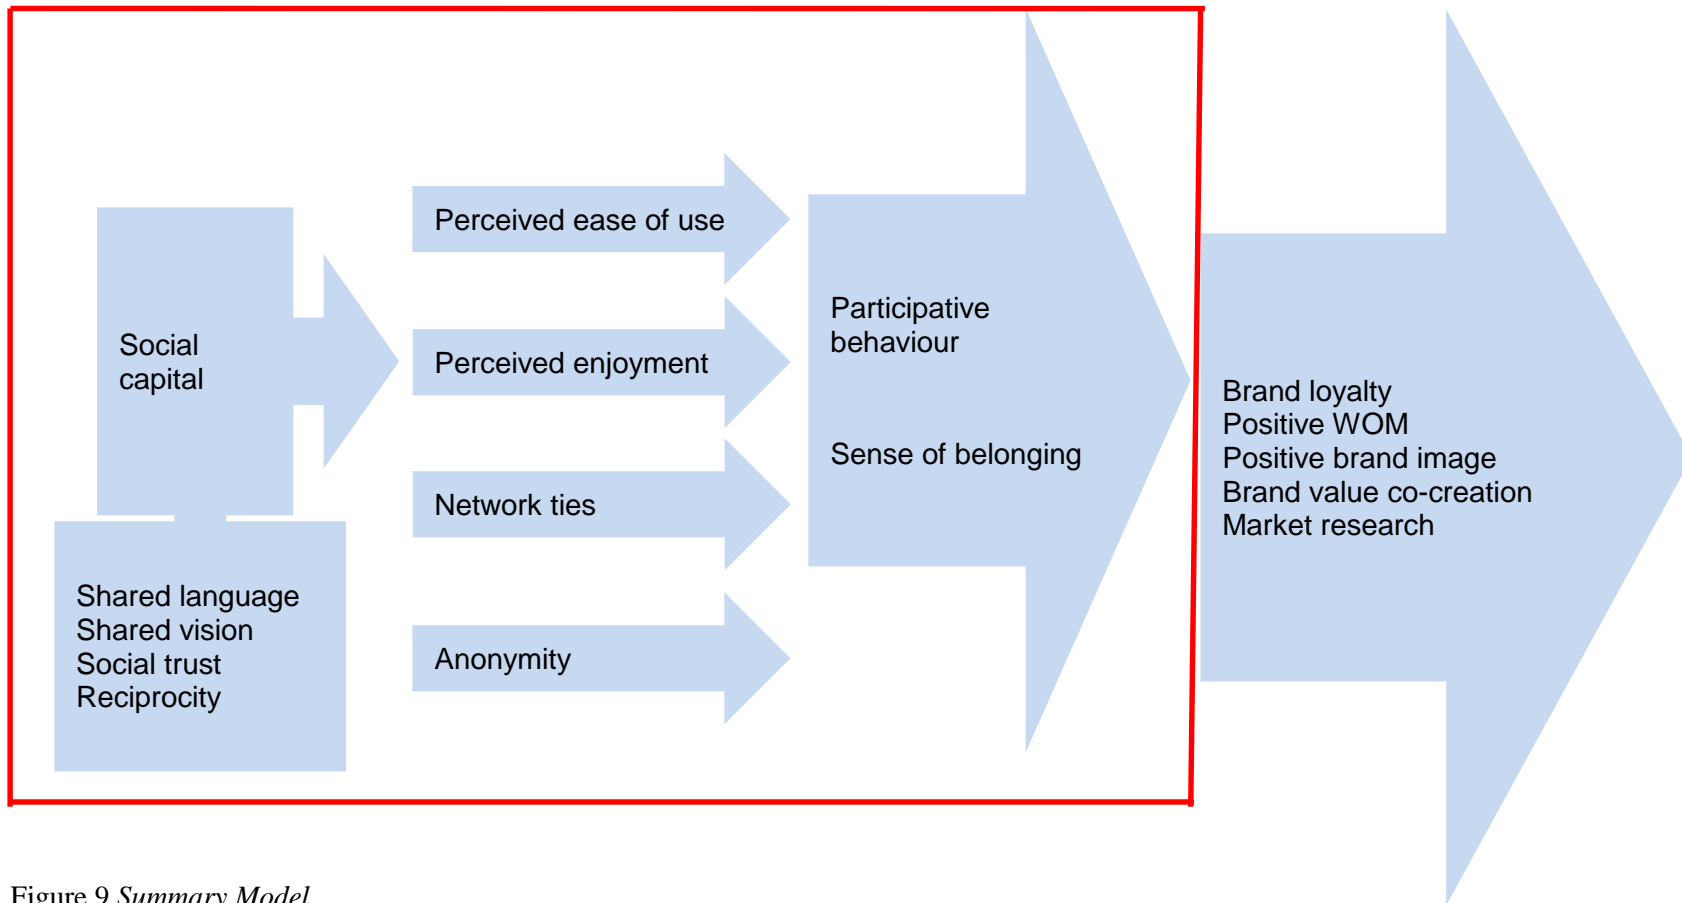 Social
capital
Shared language
Shared vision
Social trust
Reciprocity
Perceived ease of use
Perceived enjoyment
Network ties
Anonymity
Participative
behaviour
Sense of belonging
Brand loyalty
Positive WOM
Positive brand image
Brand value co-creation
Market research
Figure 9 Summary Model